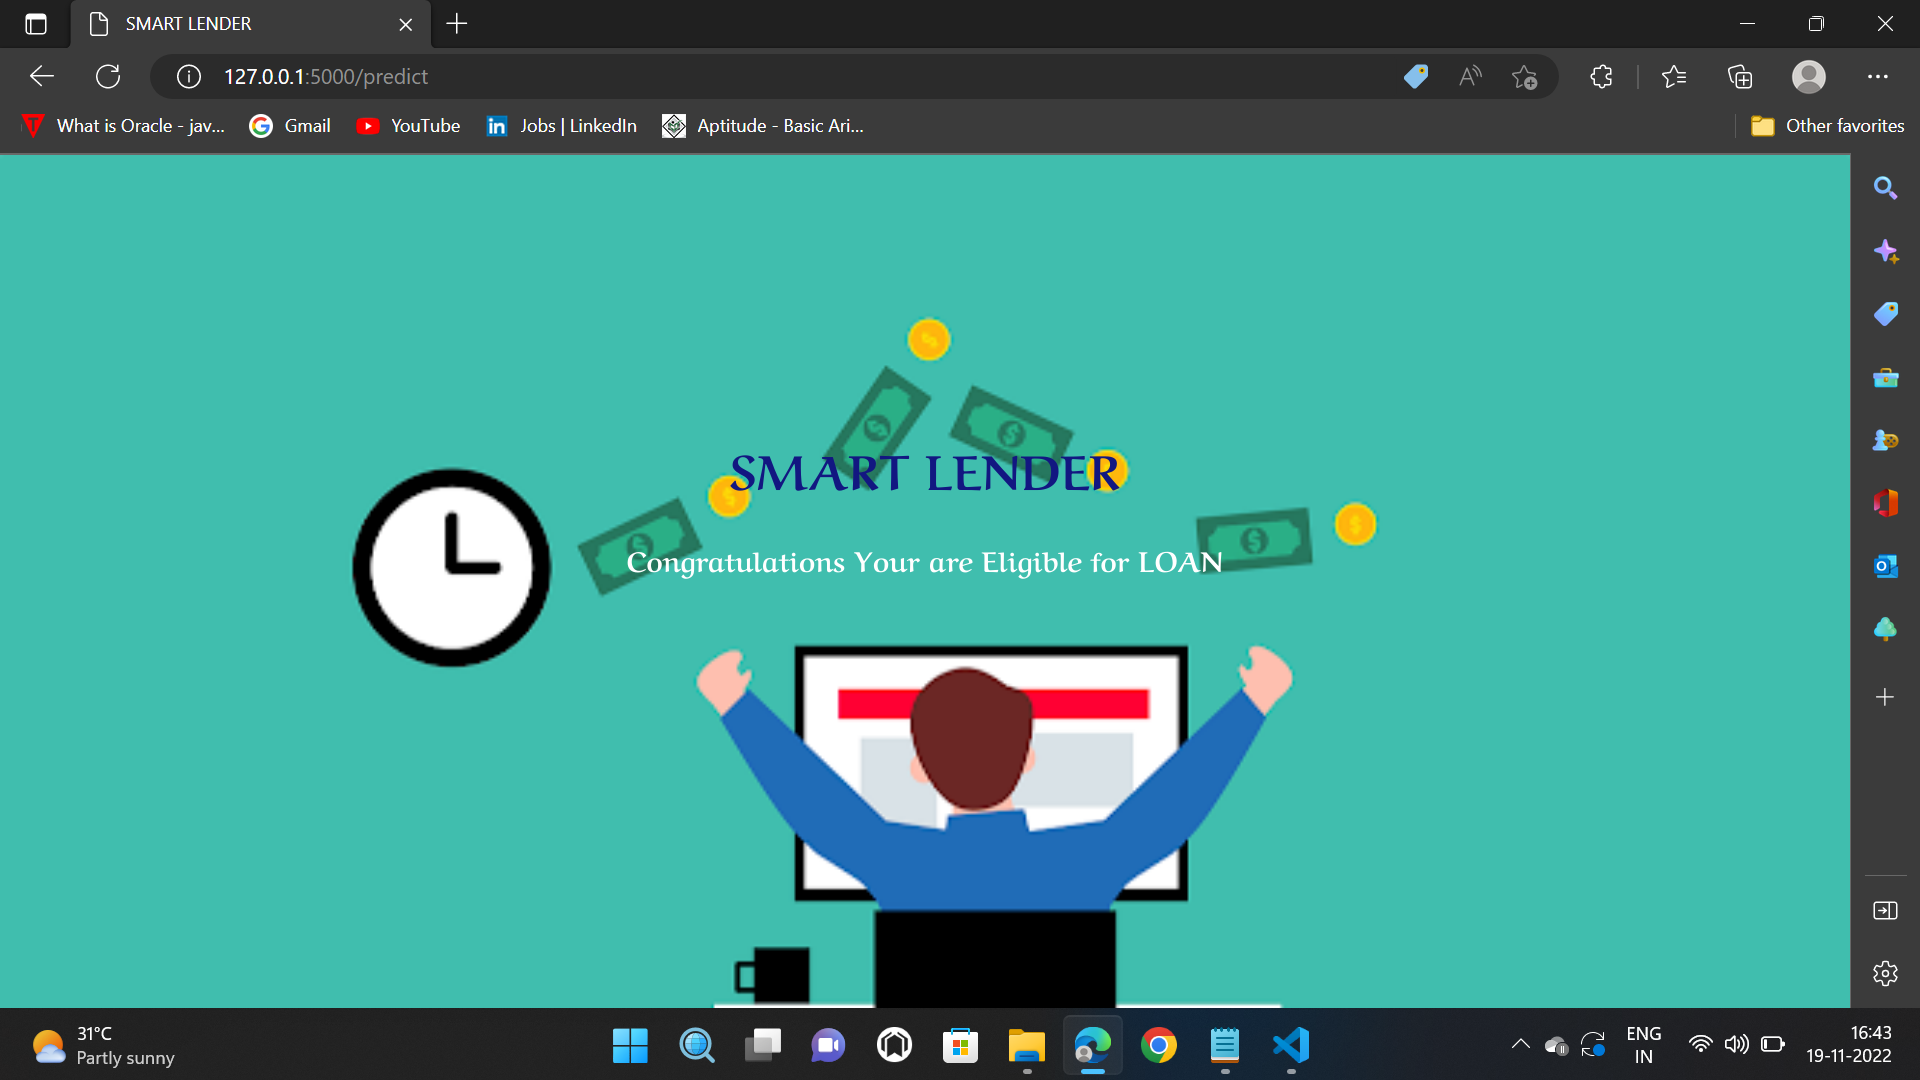 SMART LENDER
127.0.0.1:5000/predict
What is Oracle - jav...
Gmail
YouTube
Jobs | LinkedIn
Aptitude - Basic Ari...
Other favorites
SMART LENDER
Congratulations Your are Eligible for LOAN
31°C
Partly sunny
ENG
IN
16:43
19-11-2022